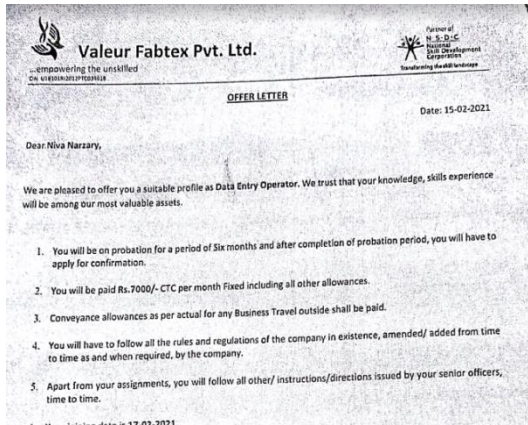 Valeur Fabtex Pvt. Ltd.
...empowering the unskilled
Partner of
N·S·D·C
National
Skill Development
Corporation
Transforming the skill landscape
OFFER LETTER
Date: 15-02-2021
Dear Niva Narzary,
We are pleased to offer you a suitable profile as Data Entry Operator. We trust that your knowledge, skills experience
will be among our most valuable assets.
1. You will be on probation for a period of Six months and after completion of probation period, you will have to
apply for confirmation.
2. You will be paid Rs.7000/- CTC per month Fixed including all other allowances.
3. Conveyance allowances as per actual for any Business Travel outside shall be paid.
4. You will have to follow all the rules and regulations of the company in existence, amended/ added from time
to time as and when required, by the company.
5. Apart from your assignments, you will follow all other/ instructions/directions issued by your senior officers,
time to time.
joining date is 17-02-2021